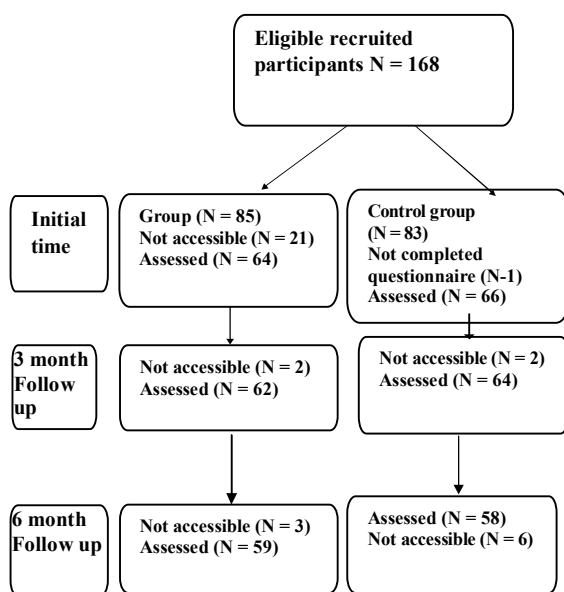 Eligible recruited
participants N = 168
Initial
time
Group (N = 85)
Not accessible (N = 21)
Assessed (N = 64)
Control group
(N = 83)
Not completed
questionnaire (N-1)
Assessed (N = 66)
3 month
Follow
up
Not accessible (N = 2)
Assessed (N = 62)
Not accessible (N = 2)
Assessed (N = 64)
6 month
Follow up
Not accessible (N = 3)
Assessed (N = 59)
Assessed (N = 58)
Not accessible (N = 6)